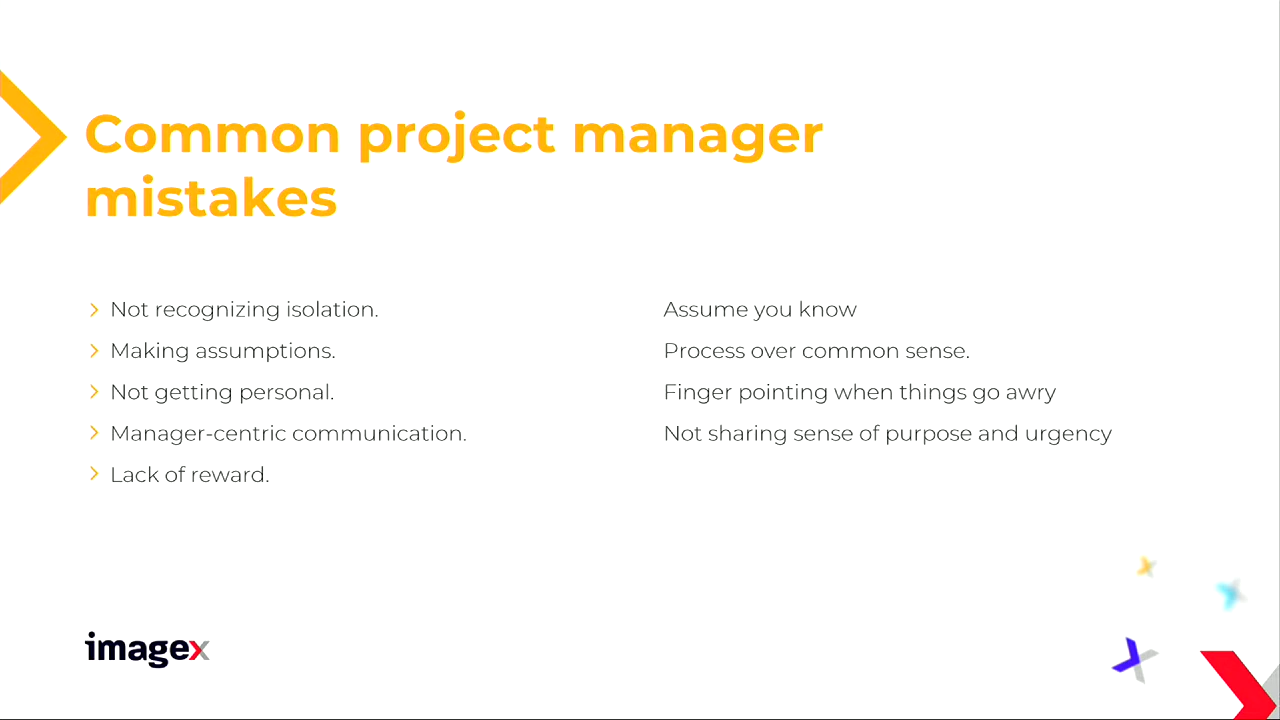 Common project manager
mistakes
Not recognizing isolation.
Making assumptions.
Not getting personal.
Manager-centric communication.
Lack of reward.
Assume you know
Process over common sense.
Finger pointing when things go awry
Not sharing sense of purpose and urgency
imagex